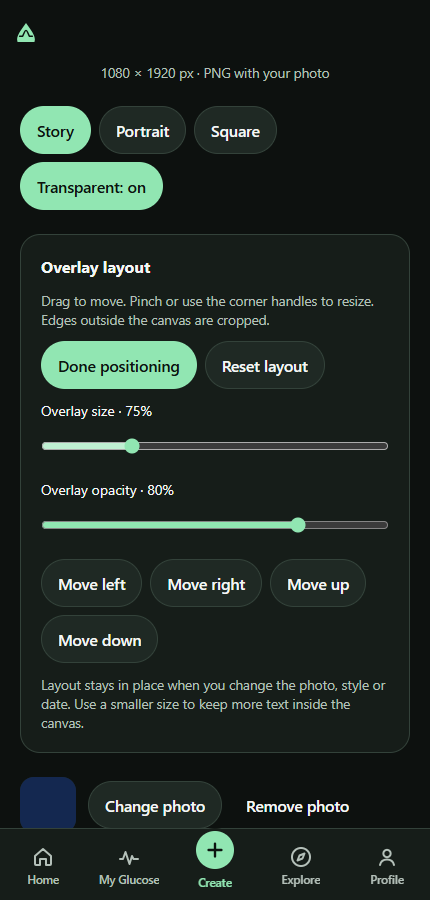 1080 × 1920 px · PNG with your photo
Story
Portrait
Square
Transparent: on
Overlay layout
Drag to move. Pinch or use the corner handles to resize.
Edges outside the canvas are cropped.
Done positioning
Reset layout
Overlay size · 75%
Overlay opacity · 80%
Move left
Move right
Move up
Move down
Layout stays in place when you change the photo, style or
date. Use a smaller size to keep more text inside the
canvas.
Change photo
Remove photo
Home
My Glucose
Create
Explore
Profile